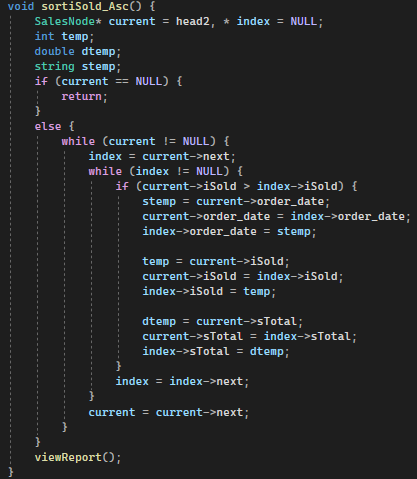 void sortiSold_Asc() {
    SalesNode* current = head2, * index = NULL;
    int temp;
    double dtemp;
    string stemp;
    if (current == NULL) {
        return;
    }
    else {
        while (current != NULL) {
            index = current->next;
            while (index != NULL) {
                if (current->iSold > index->iSold) {
                    stemp = current->order_date;
                    current->order_date = index->order_date;
                    index->order_date = stemp;

                    temp = current->iSold;
                    current->iSold = index->iSold;
                    index->iSold = temp;

                    dtemp = current->sTotal;
                    current->sTotal = index->sTotal;
                    index->sTotal = dtemp;
                }
                index = index->next;
            }
            current = current->next;
        }
    }
    viewReport();
}